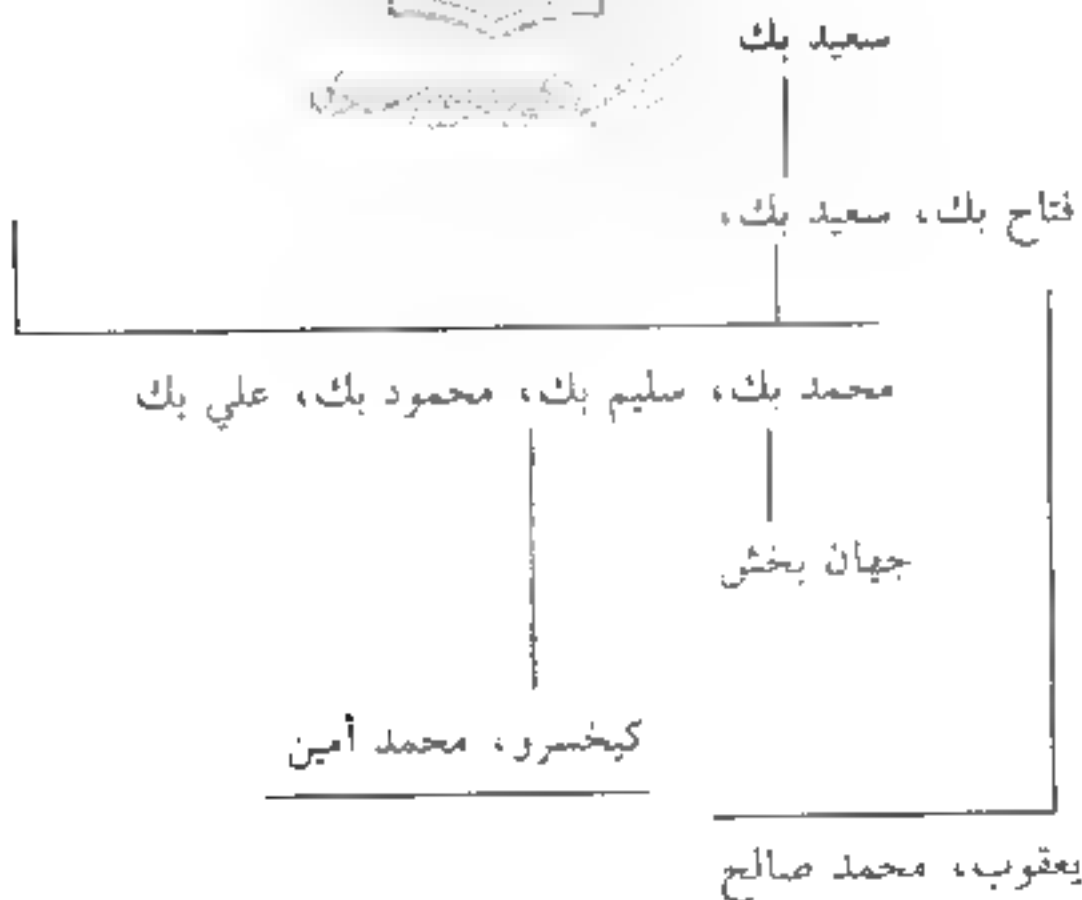 سعيد بك
فتاح بك، سعيد بك،
محمد بك، سليم بك، محمود بك، علي بك
جهان بخش
كيخسرو، محمد أمين
يعقوب، محمد صالح